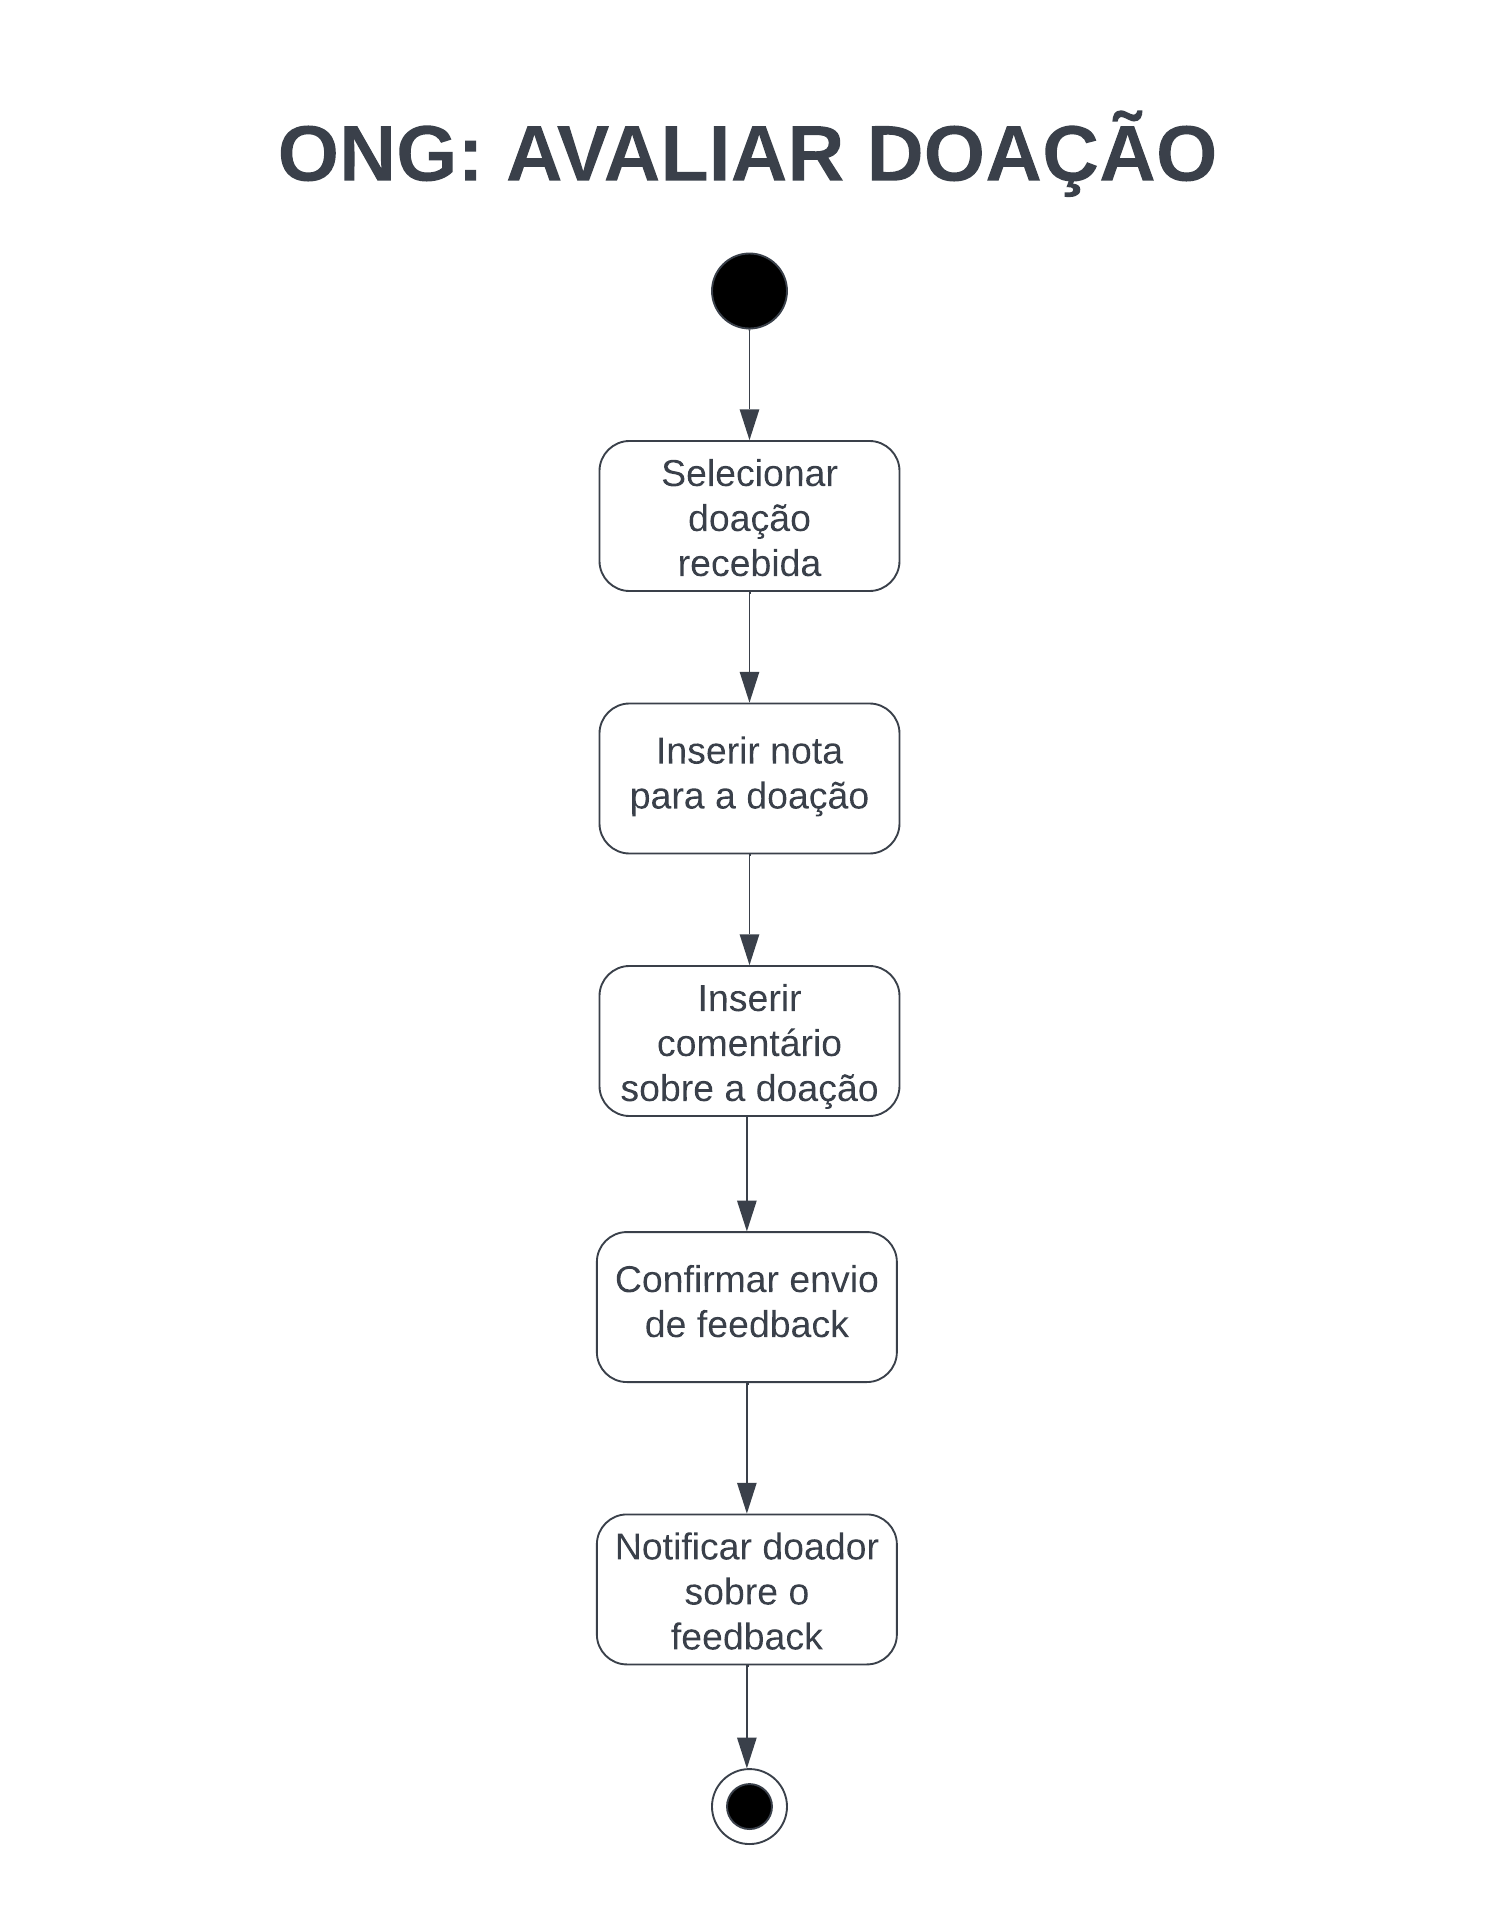 ONG: AVALIAR DOAÇÃO
Selecionar
doação
recebida
Inserir nota
para a doação
Inserir
comentário
sobre a doação
Confirmar envio
de feedback
Notificar doador
sobre o
feedback